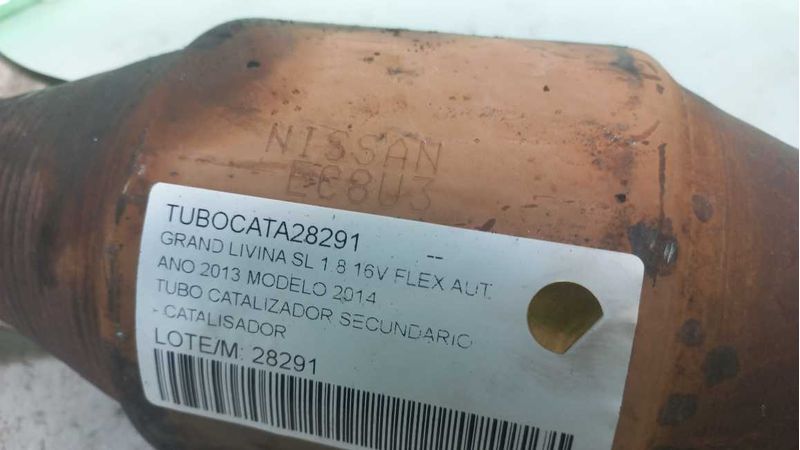 NISSAN
EC8U3
TUBOCATA28291 --
GRAND LIVINA SL 1.8 16V FLEX AUT.
ANO 2013 MODELO 2014
TUBO CATALIZADOR SECUNDARIO
- CATALISADOR
LOTE/M: 28291